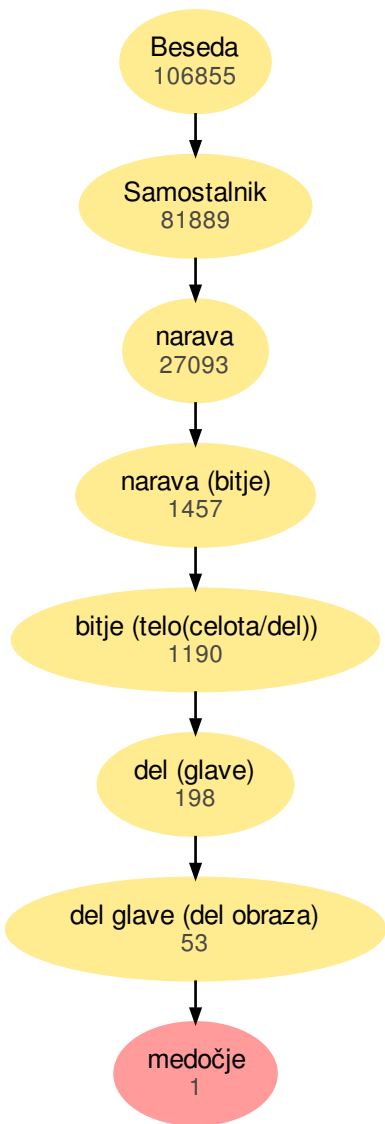 Beseda
106855
Samostalnik
81889
narava
27093
narava (bitje)
1457
bitje (telo(celota/del))
1190
del (glave)
198
del glave (del obraza)
53
medočje
1